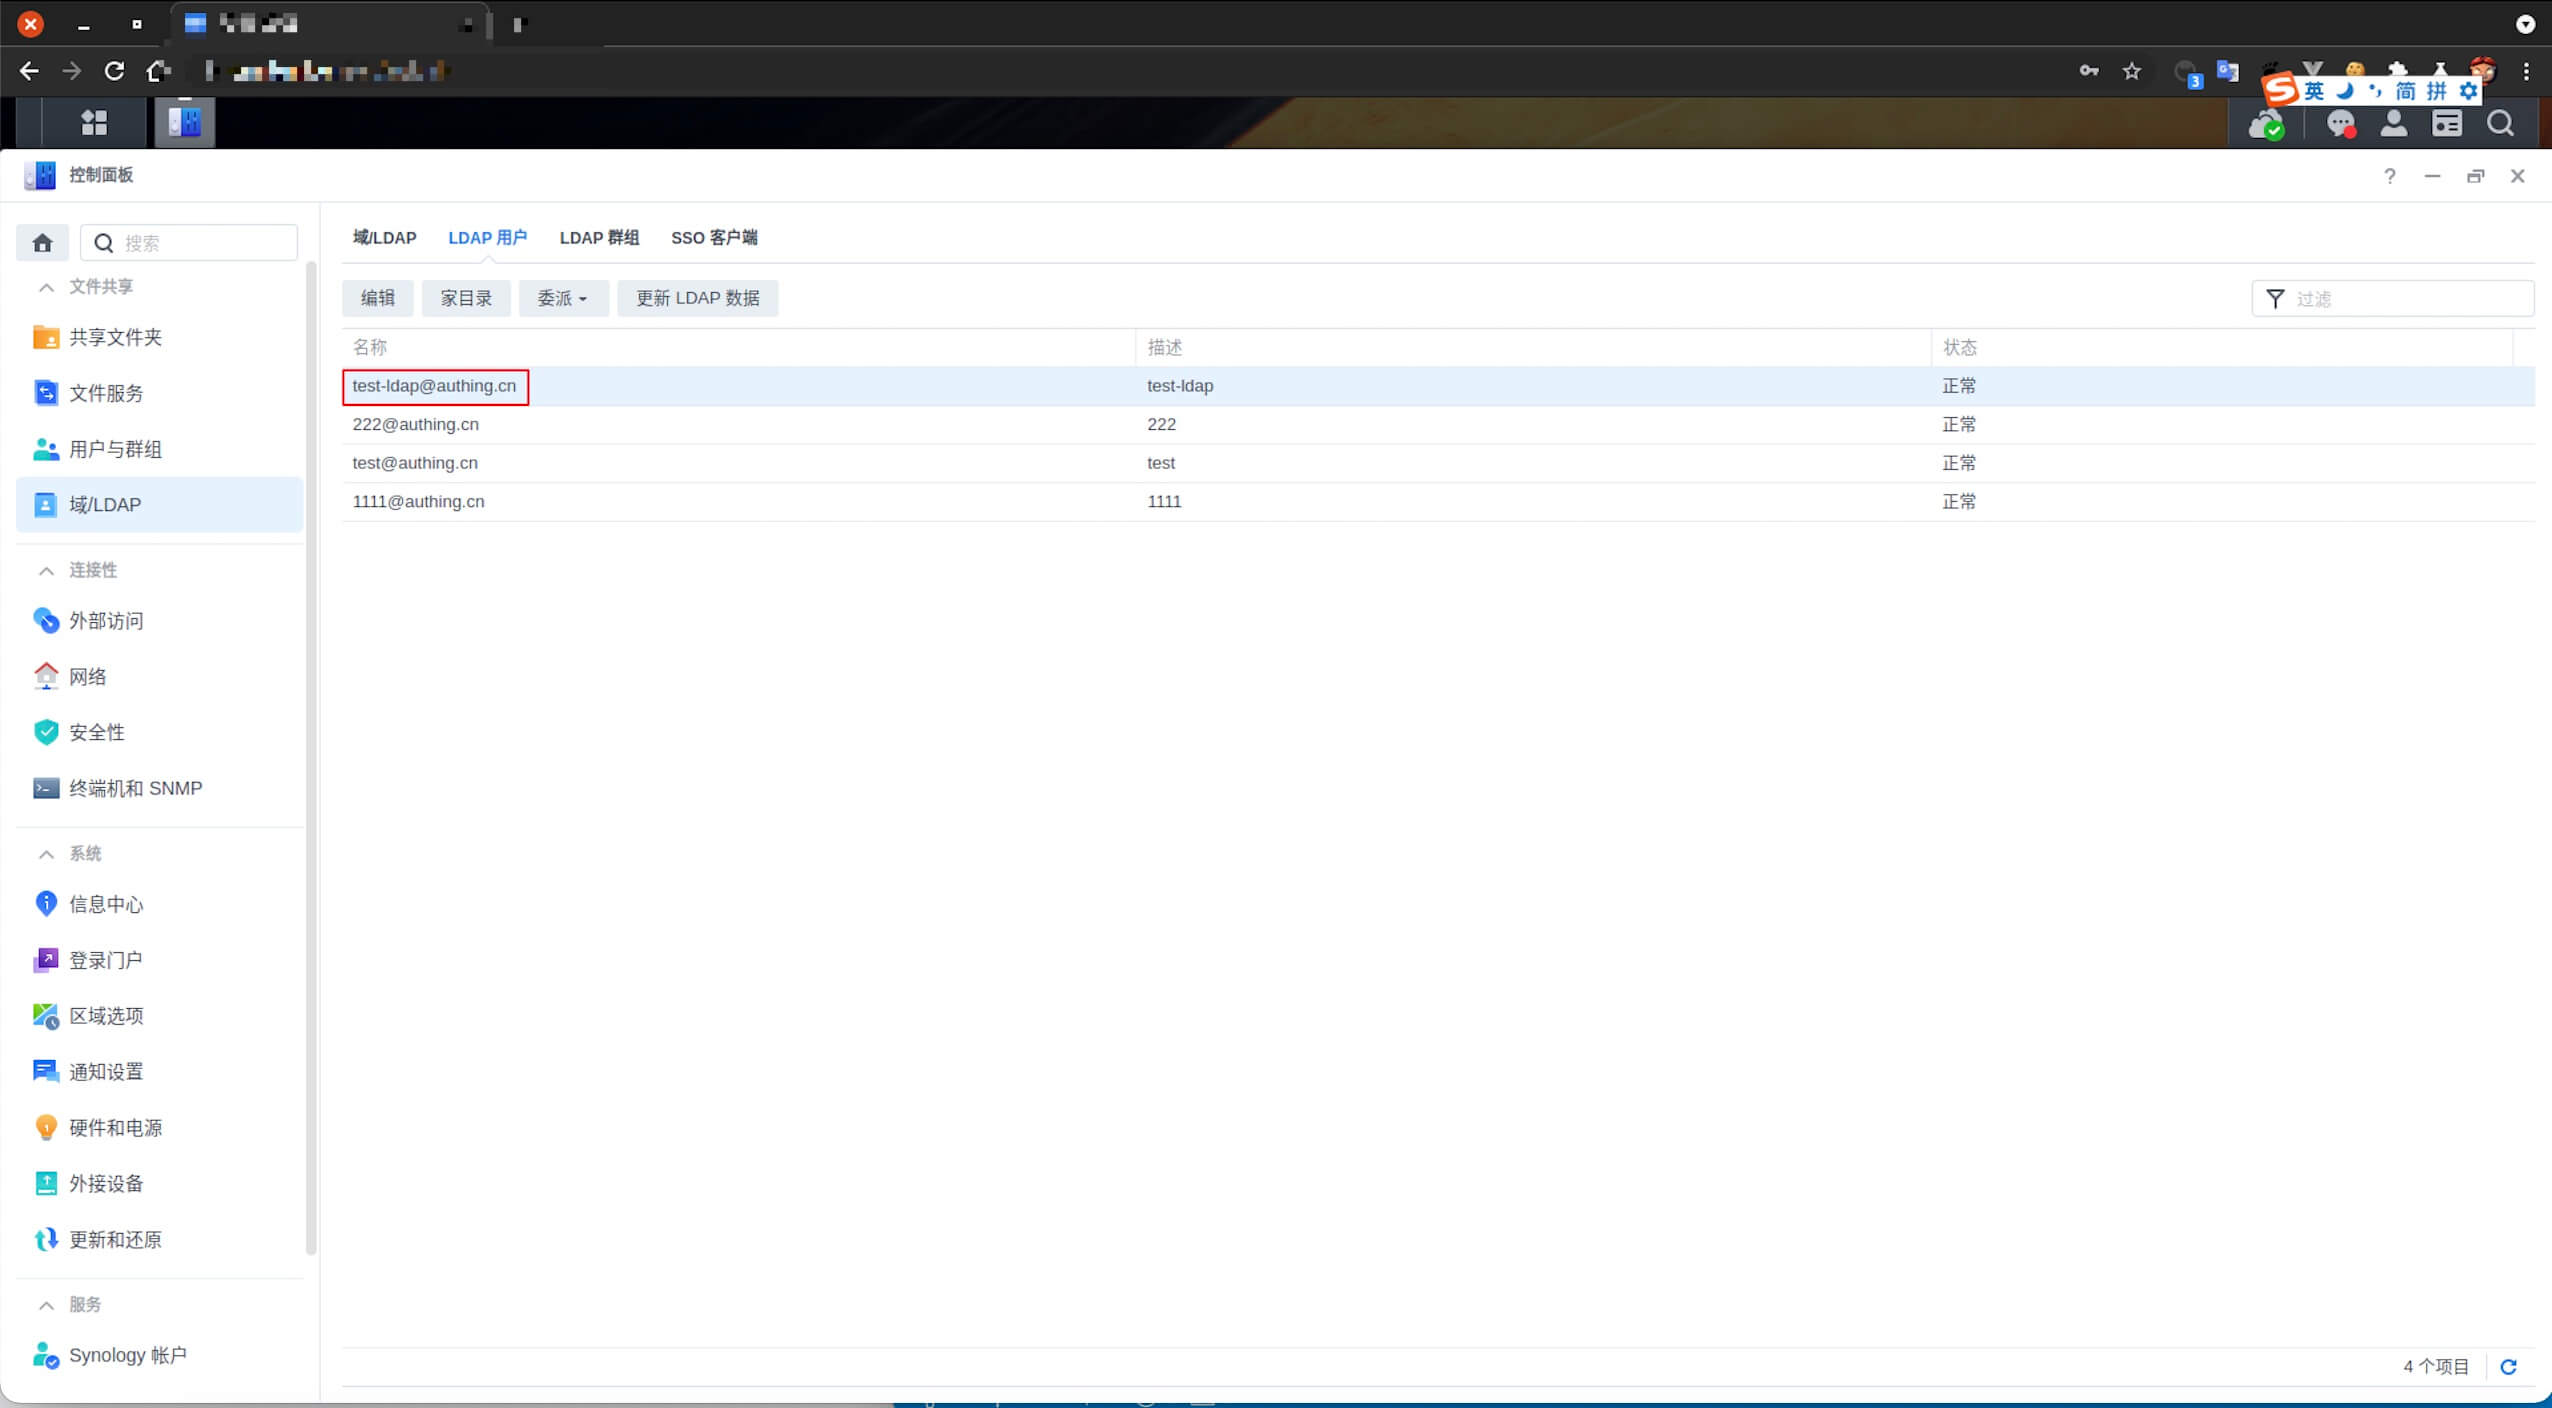 3
英 简 拼
控制面板
搜索
文件共享
共享文件夹
文件服务
用户与群组
域/LDAP
连接性
外部访问
网络
安全性
终端机和 SNMP
系统
信息中心
登录门户
区域选项
通知设置
硬件和电源
外接设备
更新和还原
服务
Synology 帐户
域/LDAP LDAP 用户 LDAP 群组 SSO 客户端
编辑 家目录 委派 更新 LDAP 数据 过滤
名称 描述 状态
test-ldap@authing.cn test-ldap 正常
222@authing.cn 222 正常
test@authing.cn test 正常
1111@authing.cn 1111 正常
4 个项目